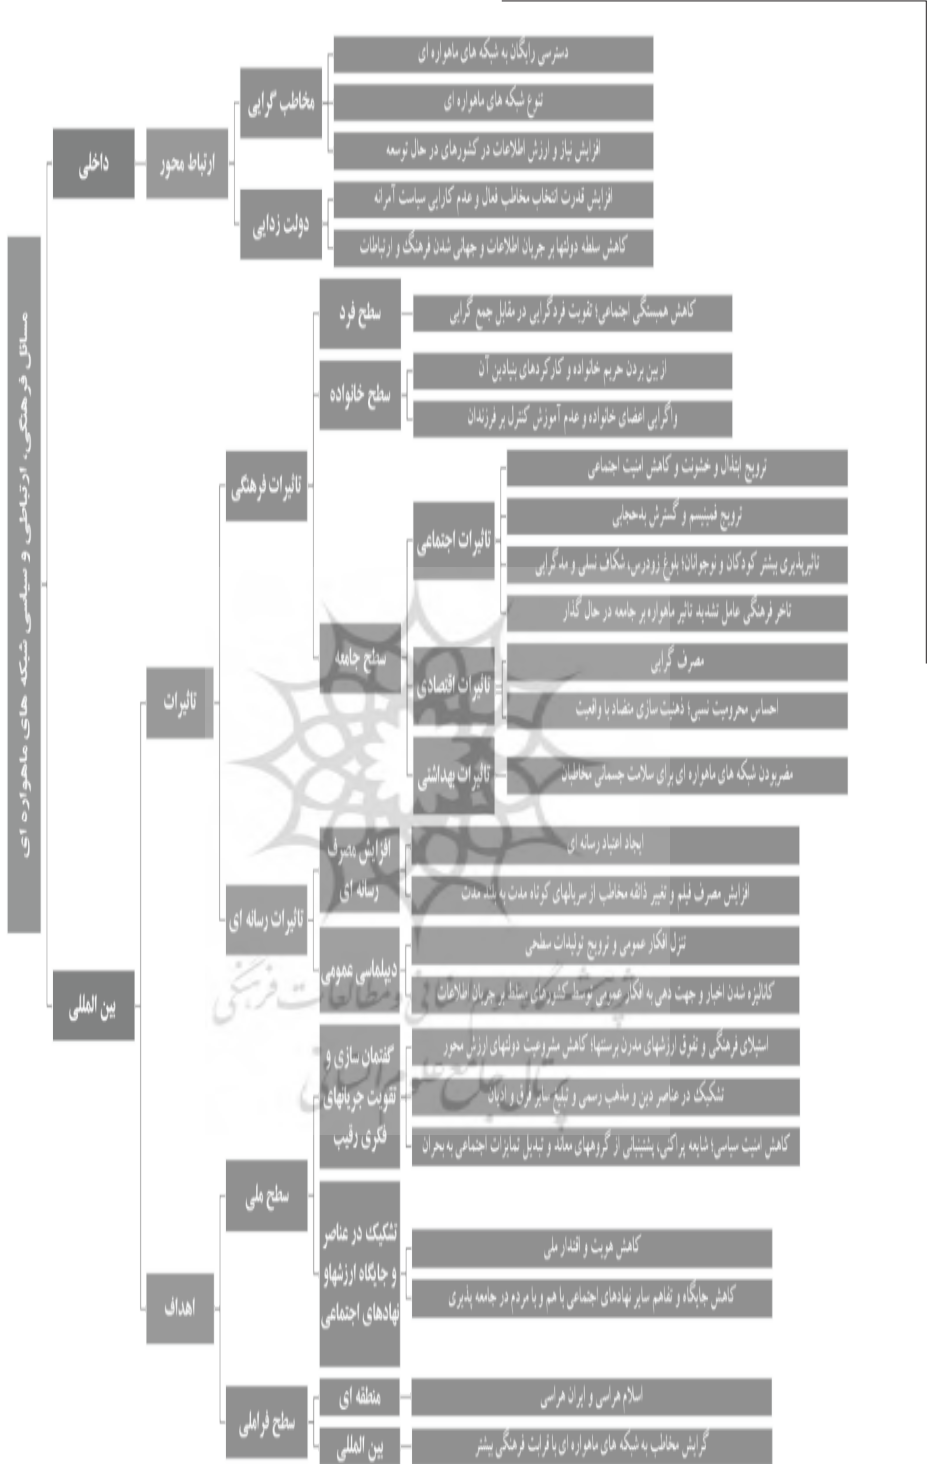 مسائل فرهنگی، ارتباطی و سیاسی شبکه های ماهواره ای
داخلی
ارتباط محور
مخاطب گرایی
دسترسی رایگان به شبکه های ماهواره ای
تنوع شبکه های ماهواره ای
افزایش نیاز و ارزش اطلاعات در کشورهای در حال توسعه
دولت زدایی
افزایش قدرت انتخاب مخاطب فعال و عدم کارایی سیاست آمرانه
کاهش سلطه دولتها بر جریان اطلاعات و جهانی شدن فرهنگ و ارتباطات
بین المللی
تاثیرات
تاثیرات فرهنگی
سطح فرد
کاهش همبستگی اجتماعی؛ تقویت فردگرایی در مقابل جمع گرایی
سطح خانواده
ازبین بردن حریم خانواده و کارکردهای بنیادین آن
واگرایی اعضای خانواده و عدم آموزش کنترل بر فرزندان
سطح جامعه
تاثیرات اجتماعی
ترویج ابتذال و خشونت و کاهش امنیت اجتماعی
ترویج فمینیسم و گسترش بدحجابی
تاثیرپذیری بیشتر کودکان و نوجوانان؛ بلوغ زودرس، شکاف نسلی و مدگرایی
تاخر فرهنگی عامل تشدید تاثیر ماهواره بر جامعه در حال گذار
تاثیرات اقتصادی
مصرف گرایی
احساس محرومیت نسبی؛ ذهنیت سازی متضاد با واقعیت
تاثیرات بهداشتی
مضربودن شبکه های ماهواره ای برای سلامت جسمانی مخاطبان
تاثیرات رسانه ای
افزایش مصرف
رسانه ای
ایجاد اعتیاد رسانه ای
افزایش مصرف فیلم و تغییر ذائقه مخاطب از سریالهای کوتاه مدت به بلند مدت
دیپلماسی عمومی
تنزل افکار عمومی و ترویج تولیدات سطحی
کانالیزه شدن اخبار و جهت دهی به افکار عمومی توسط کشورهای مسلط بر جریان اطلاعات
اهداف
سطح ملی
گفتمان سازی و
تقویت جریانهای
فکری رقیب
استیلای فرهنگی و تفوق ارزشهای مدرن برسنتها؛ کاهش مشروعیت دولتهای ارزش محور
تشکیک در عناصر دین و مذهب رسمی و تبلیغ سایر فرق و ادیان
کاهش امنیت سیاسی؛ شایعه پراکنی، پشتیبانی از گروههای معاند و تبدیل تمایزات اجتماعی به بحران
تشکیک در عناصر
و جایگاه ارزشهاو
نهادهای اجتماعی
کاهش هویت و اقتدار ملی
کاهش جایگاه و تفاهم سایر نهادهای اجتماعی با هم و با مردم در جامعه پذیری
سطح فراملی
منطقه ای
اسلام هراسی و ایران هراسی
بین المللی
گرایش مخاطب به شبکه های ماهواره ای با قرابت فرهنگی بیشتر
پژوهشگاه علوم انسانی و مطالعات فرهنگی
پرتال جامع علوم انسانی